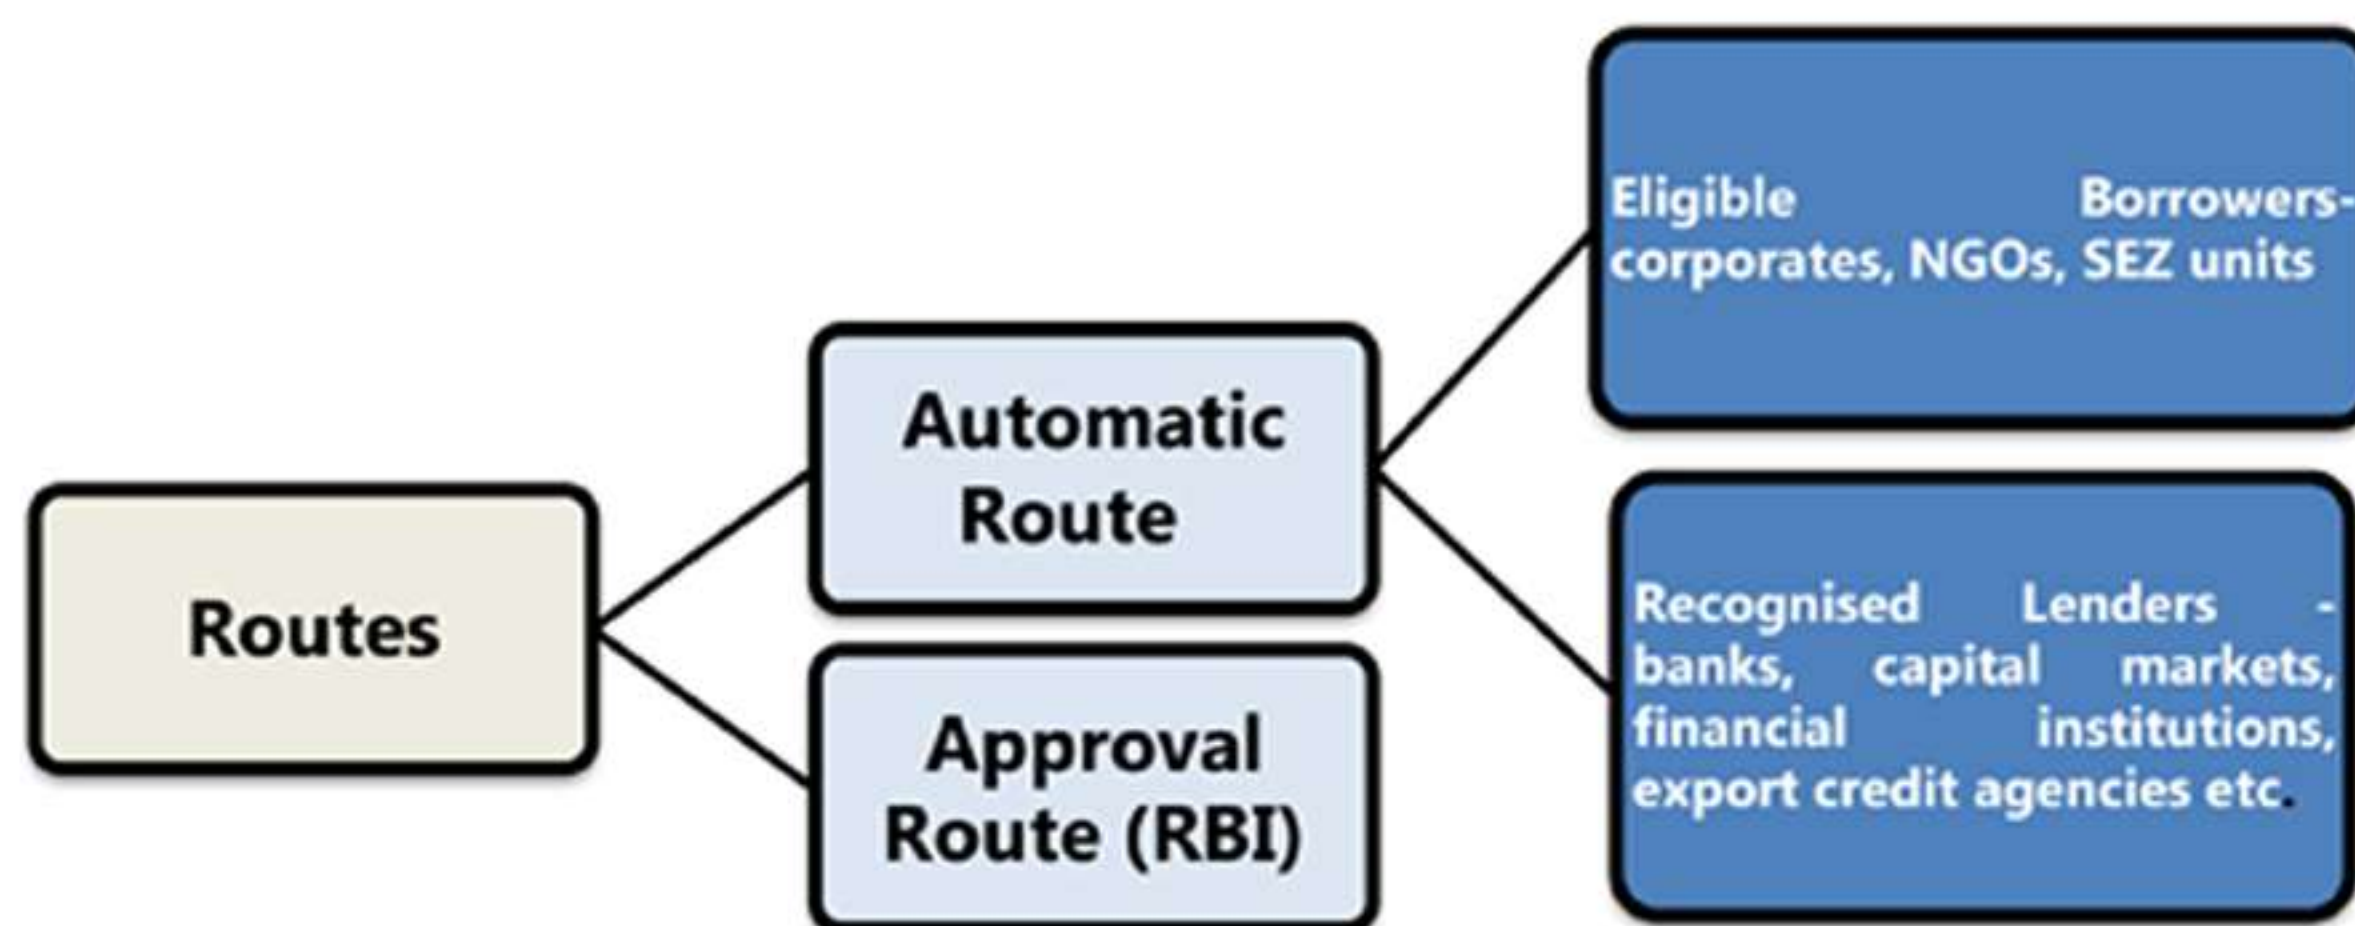 Routes
Automatic
Route
Approval
Route (RBI)
Eligible Borrowers-
corporates, NGOs, SEZ units
Recognised Lenders -
banks, capital markets,
financial institutions,
export credit agencies etc.